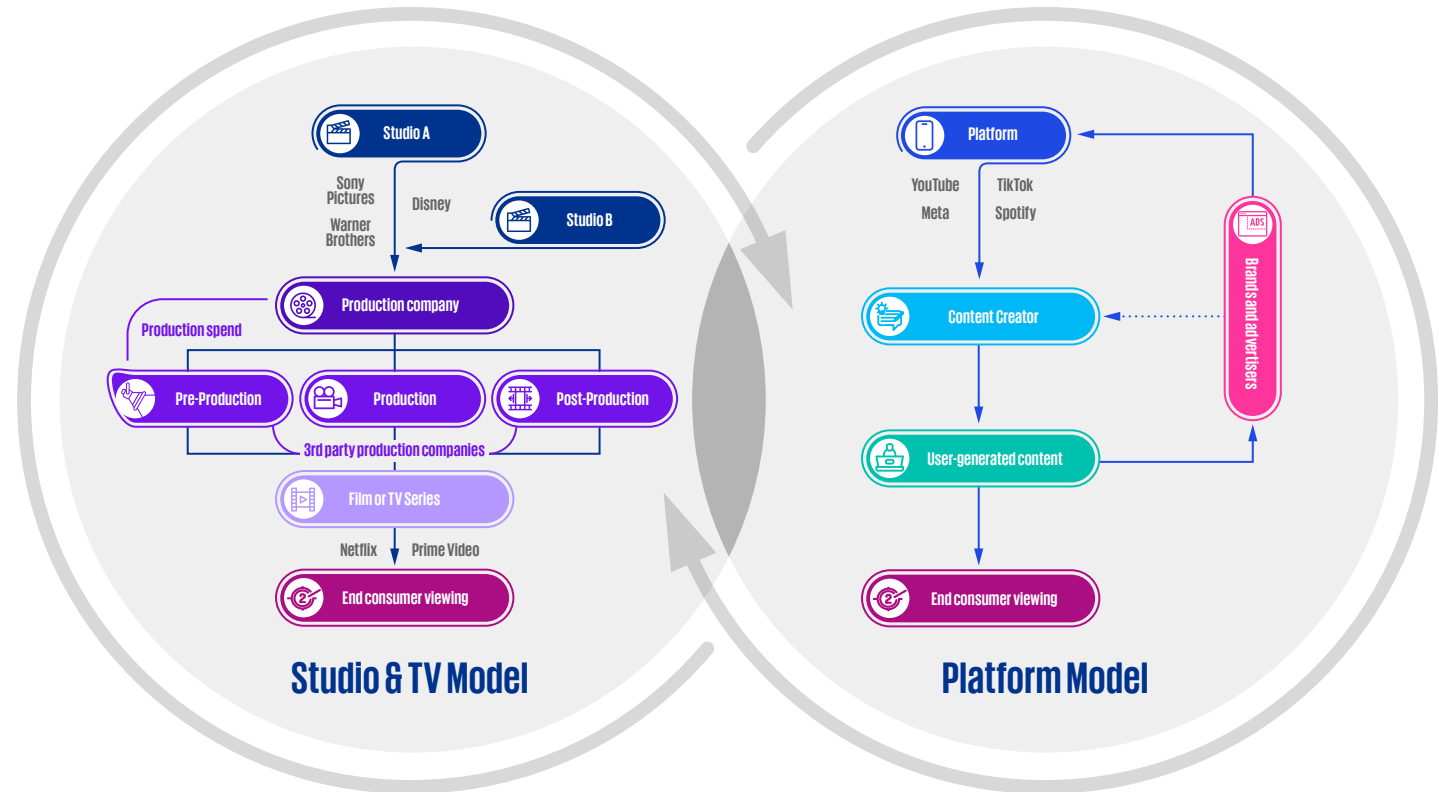 Studio A
Sony
Pictures
Disney
Warner
Brothers
Studio B
Production company
Production spend
Pre-Production
Production
Post-Production
3rd party production companies
Film or TV Series
Netflix
Prime Video
2
End consumer viewing
Studio & TV Model
Platform
YouTube
TikTok
Meta
Spotify
ADS
Brands and advertisers
Content Creator
User-generated content
2
End consumer viewing
Platform Model